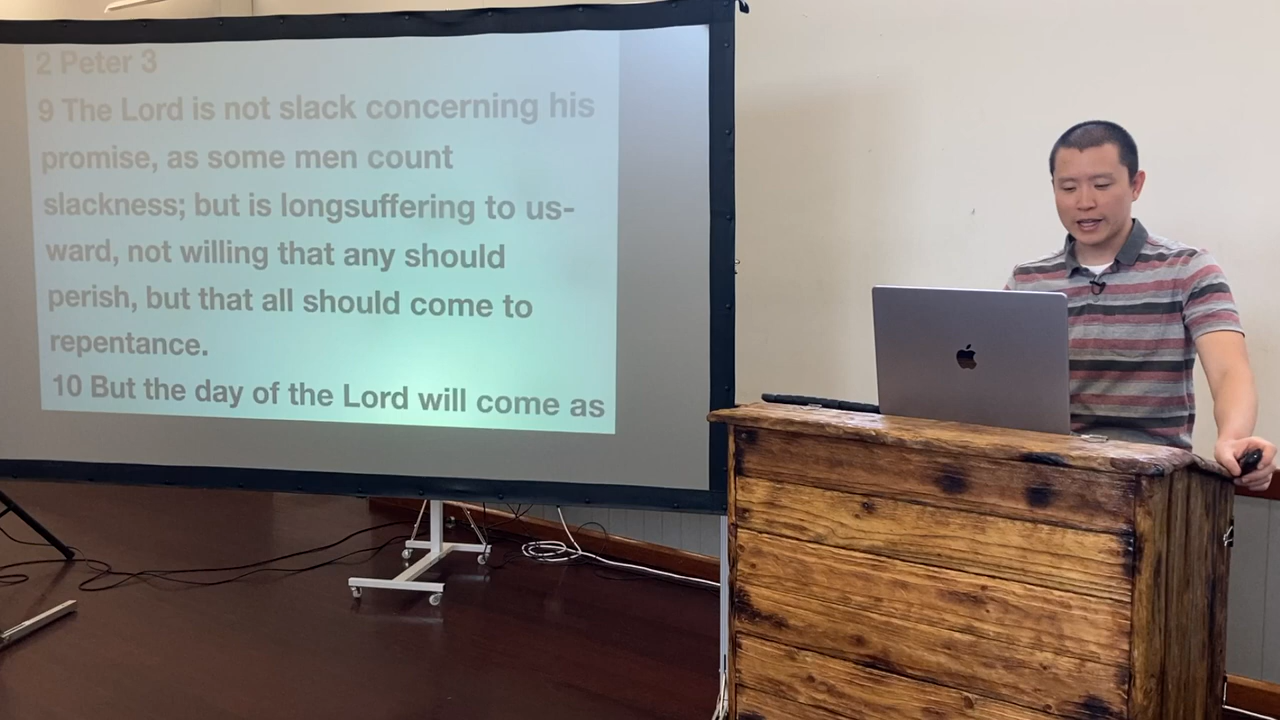 2 Peter 3
9 The Lord is not slack concerning his
promise, as some men count
slackness; but is longsuffering to us-
ward, not willing that any should
perish, but that all should come to
repentance.
10 But the day of the Lord will come as